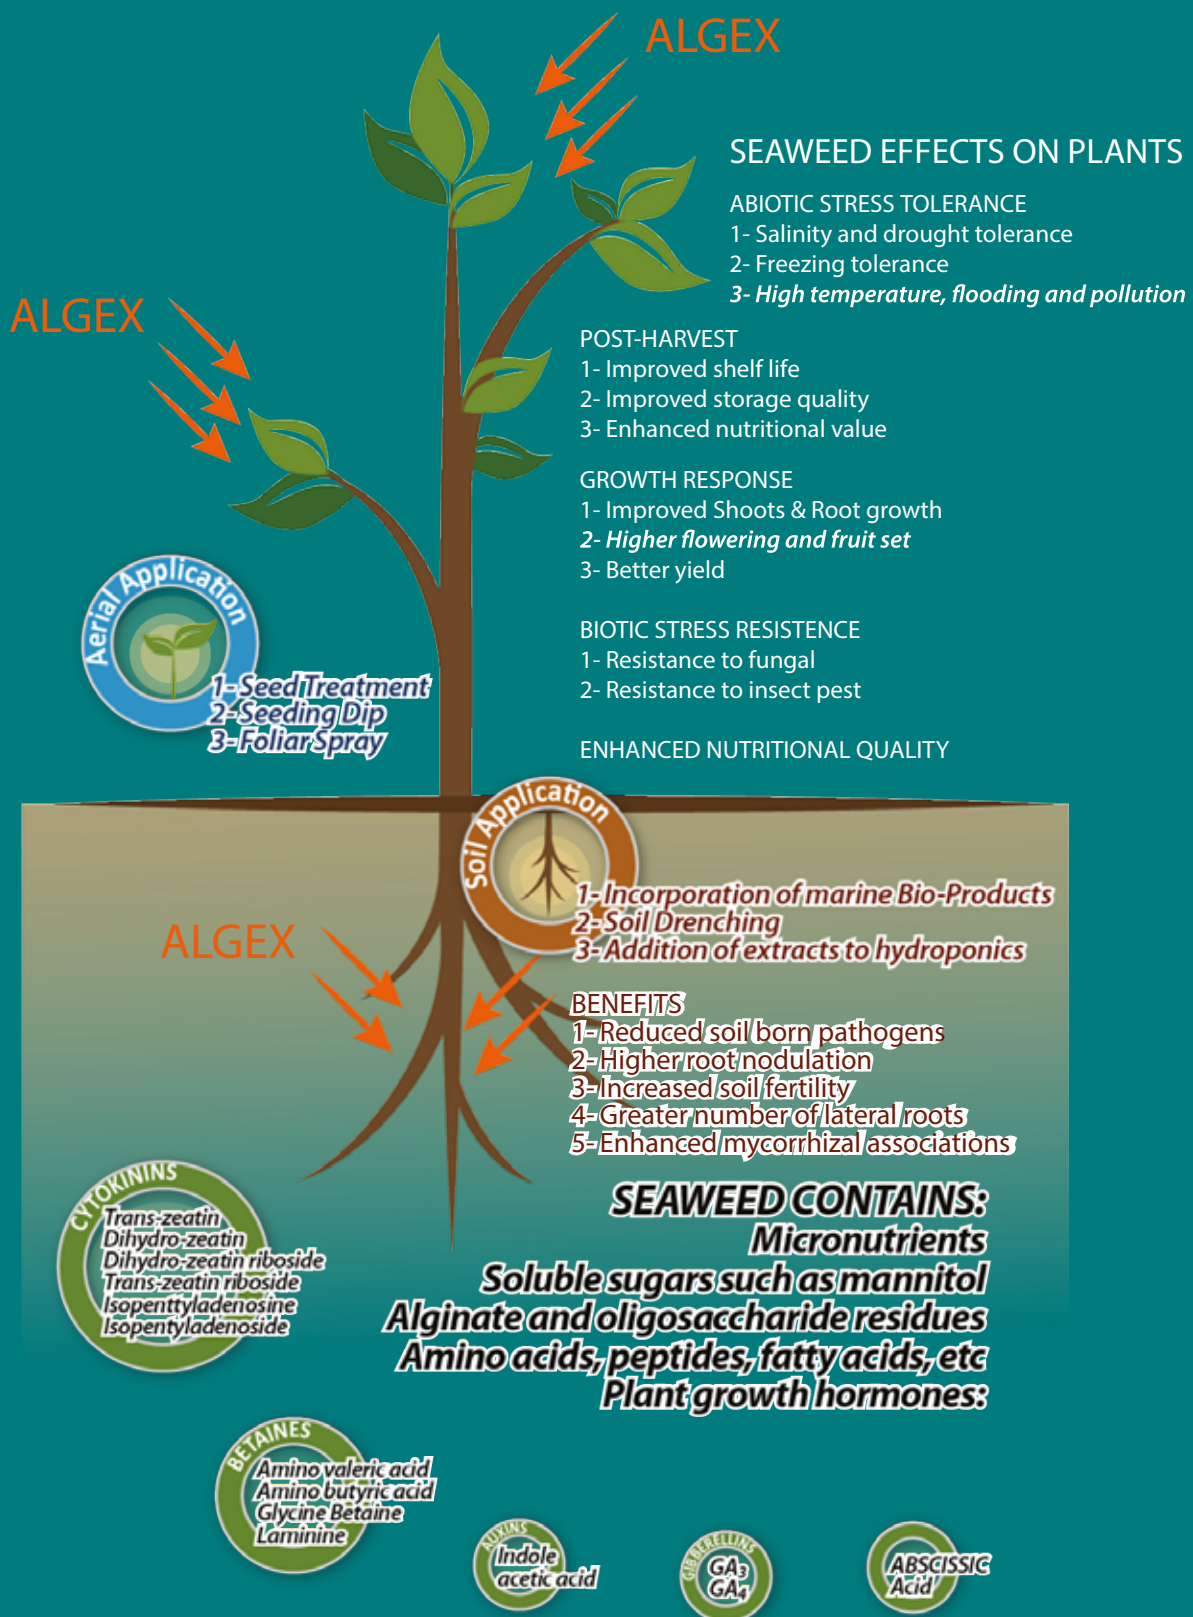 ALGEX
SEAWEED EFFECTS ON PLANTS
ABIOTIC STRESS TOLERANCE
1- Salinity and drought tolerance
2- Freezing tolerance
3- High temperature, flooding and pollution
ALGEX
POST-HARVEST
1- Improved shelf life
2- Improved storage quality
3- Enhanced nutritional value
GROWTH RESPONSE
1- Improved Shoots & Root growth
2- Higher flowering and fruit set
3- Better yield
BIOTIC STRESS RESISTENCE
1- Resistance to fungal
2- Resistance to insect pest
ENHANCED NUTRITIONAL QUALITY
Aerial Application
1- Seed Treatment
2- Seeding Dip
3- Foliar Spray
Soil Application
1- Incorporation of marine Bio-Products
2- Soil Drenching
3- Addition of extracts to hydroponics
ALGEX
BENEFITS
1- Reduced soil born pathogens
2- Higher root nodulation
3- Increased soil fertility
4- Greater number of lateral roots
5- Enhanced mycorrhizal associations
SEAWEED CONTAINS:
Micronutrients
Soluble sugars such as mannitol
Alginate and oligosaccharide residues
Amino acids, peptides, fatty acids, etc
Plant growth hormones:
CYTOKININS
Trans-zeatin
Dihydro-zeatin
Dihydro-zeatin riboside
Trans-zeatin riboside
Isopenttyladenosine
Isopentyladenoside
BETAINES
Amino valeric acid
Amino butyric acid
Glycine Betaine
Laminine
AUXINS
Indole
acetic acid
GIBBERELLINS
GA3
GA4
ABSCISSIC
Acid